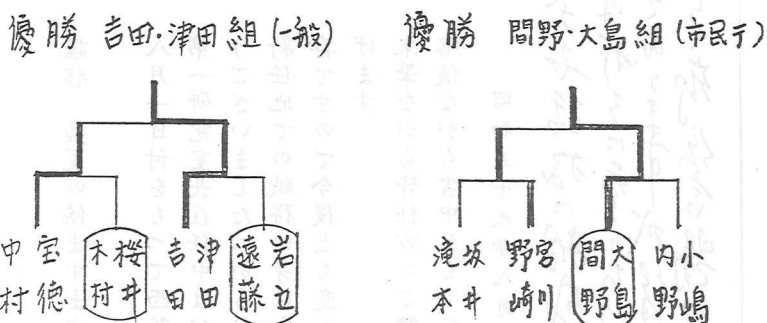 優勝 吉田・津田組(一般)
優勝 間野・大島組(市民テ)
中村 宝徳 木村 桜井 吉田 津田 遠藤 岩立
滝本 坂井 野崎 宮川 間野 大島 内野 小嶋